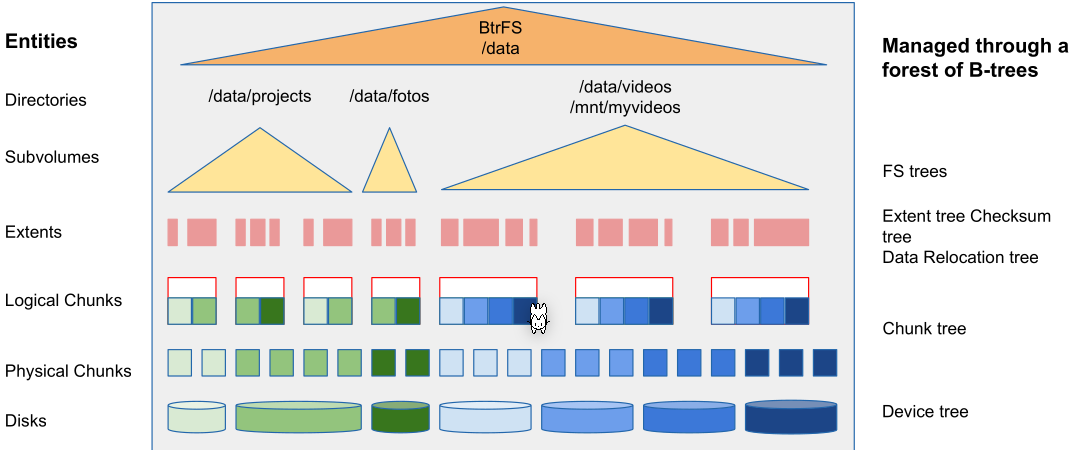 Entities
BtrFS
/data
Managed through a
forest of B-trees
Directories
/data/projects
/data/fotos
/data/videos
/mnt/myvideos
Subvolumes
FS trees
Extents
Extent tree Checksum
tree
Data Relocation tree
Logical Chunks
Chunk tree
Physical Chunks
Disks
Device tree